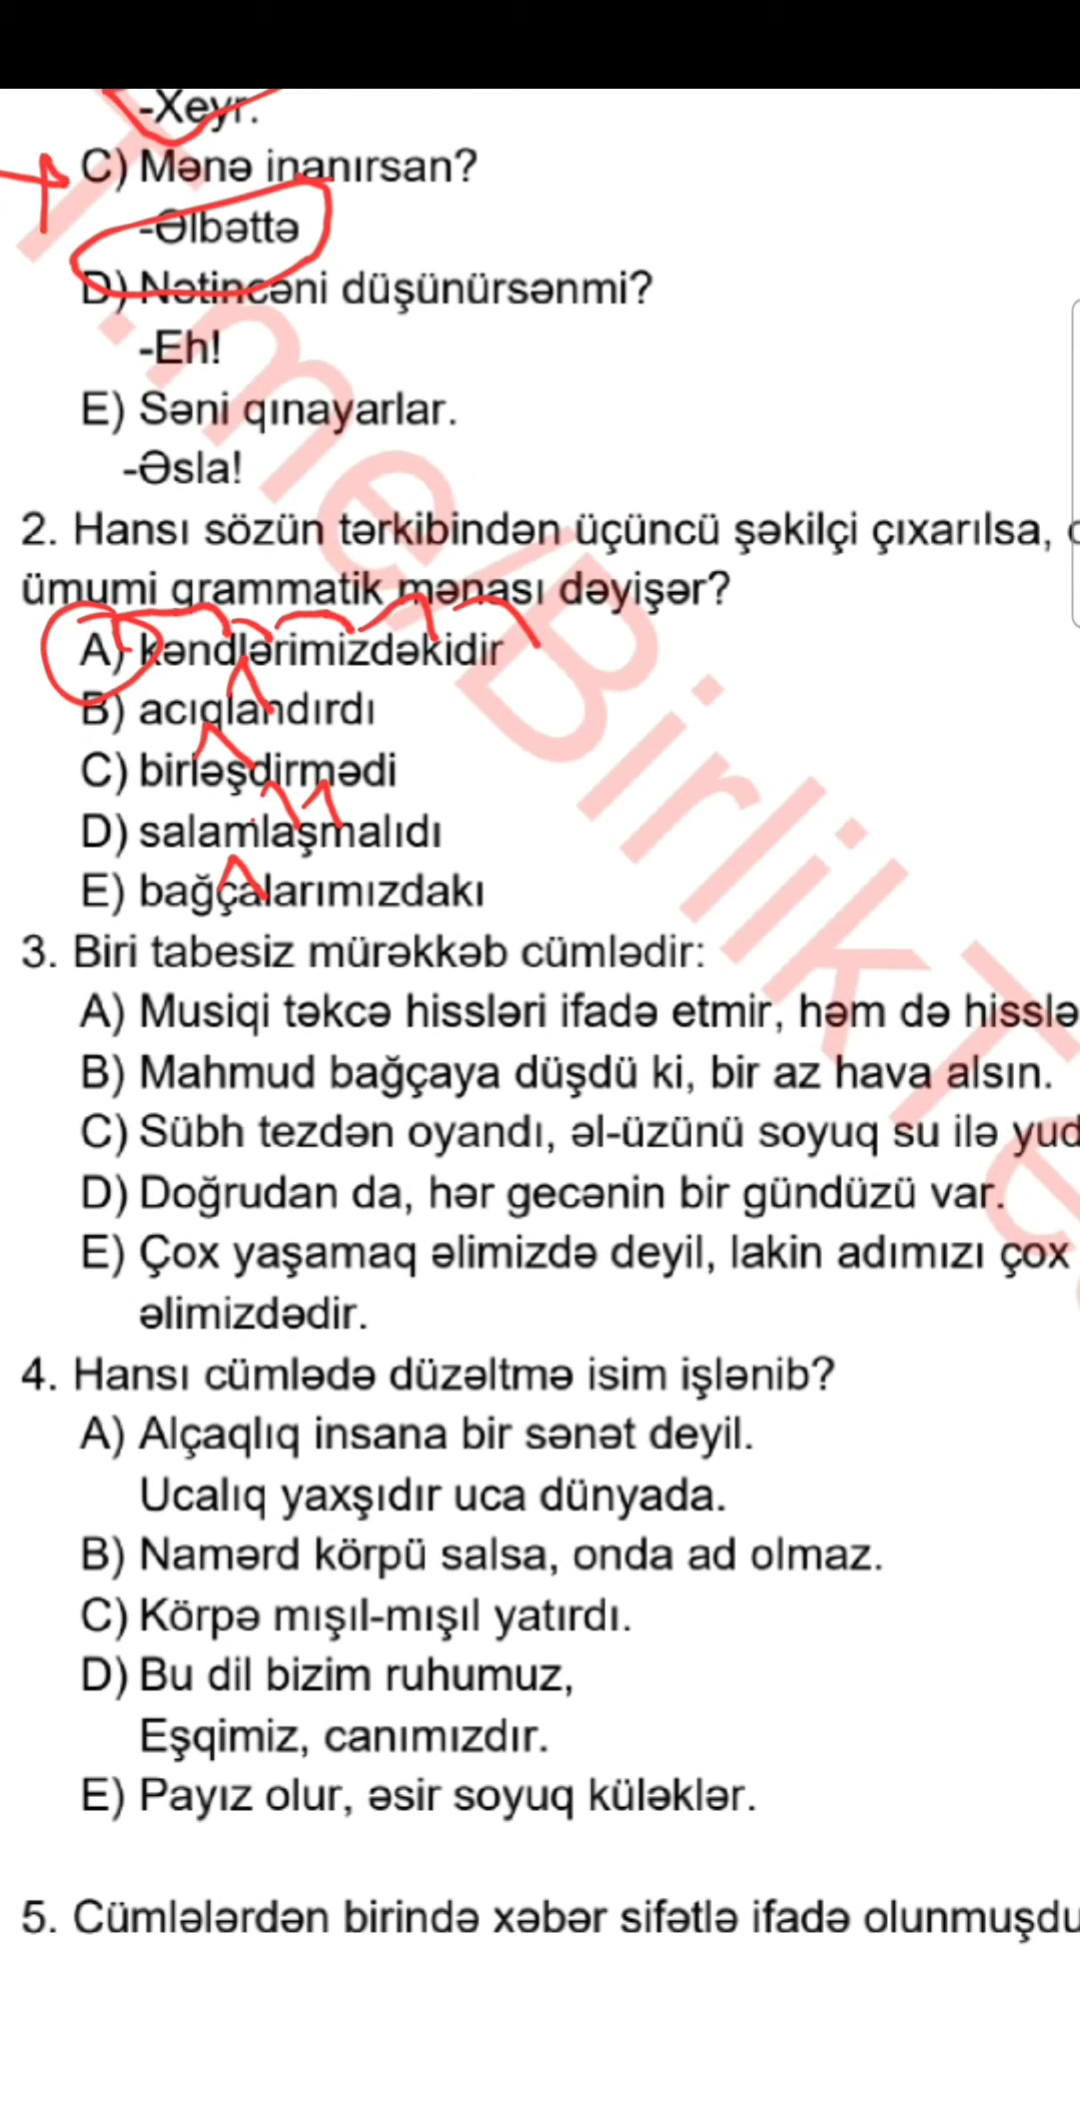 -Xeyr.
C) Mənə inanırsan?
-Əlbəttə
D) Nətincəni düşünürsənmi?
-Eh!
E) Səni qınayarlar.
-Əsla!
2. Hansı sözün tərkibindən üçüncü şəkilçi çıxarılsa,
ümumi qrammatik mənası dəyişər?
A) kəndlərimizdəkidir
B) acıqlandırdı
C) birləşdirmədi
D) salamlaşmalıdı
E) bağçalarımızdakı
3. Biri tabesiz mürəkkəb cümlədir:
A) Musiqi təkcə hissləri ifadə etmir, həm də hisslə
B) Mahmud bağçaya düşdü ki, bir az hava alsın.
C) Sübh tezdən oyandı, əl-üzünü soyuq su ilə yud
D) Doğrudan da, hər gecənin bir gündüzü var.
E) Çox yaşamaq əlimizdə deyil, lakin adımızı çox
əlimizdədir.
4. Hansı cümlədə düzəltmə isim işlənib?
A) Alçaqlıq insana bir sənət deyil.
Ucalıq yaxşıdır uca dünyada.
B) Namərd körpü salsa, onda ad olmaz.
C) Körpə mışıl-mışıl yatırdı.
D) Bu dil bizim ruhumuz,
Eşqimiz, canımızdır.
E) Payız olur, əsir soyuq küləklər.
5. Cümlələrdən birində xəbər sifətlə ifadə olunmuşdu
T.me/BirlikTe